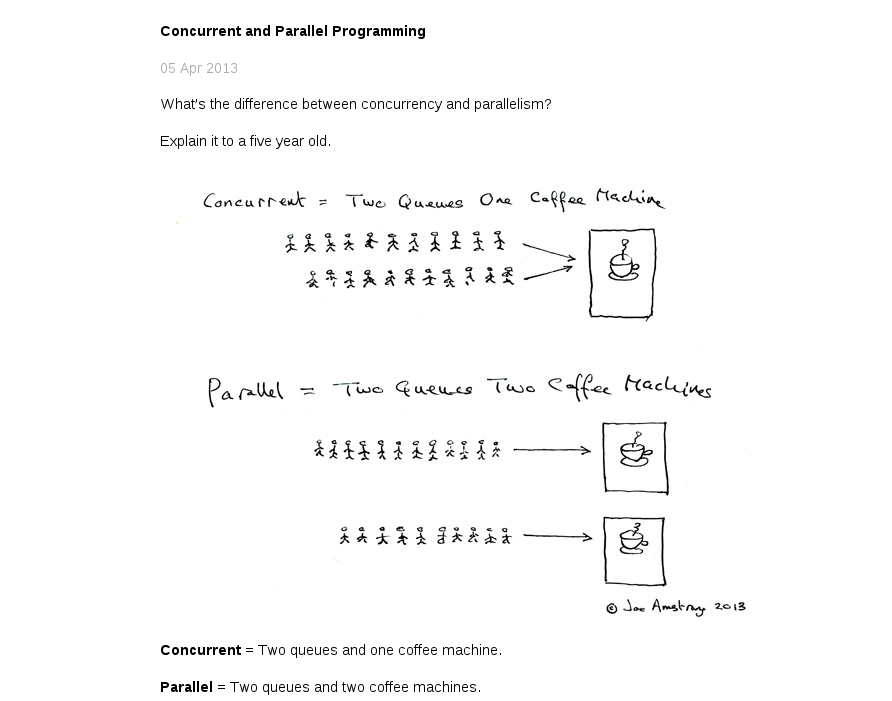 Concurrent and Parallel Programming
05 Apr 2013
What's the difference between concurrency and parallelism?
Explain it to a five year old.
Concurrent = Two Queues One Coffee Machine
Parallel = Two Queues Two Coffee Machines
© Joe Armstrong 2013
Concurrent = Two queues and one coffee machine.
Parallel = Two queues and two coffee machines.